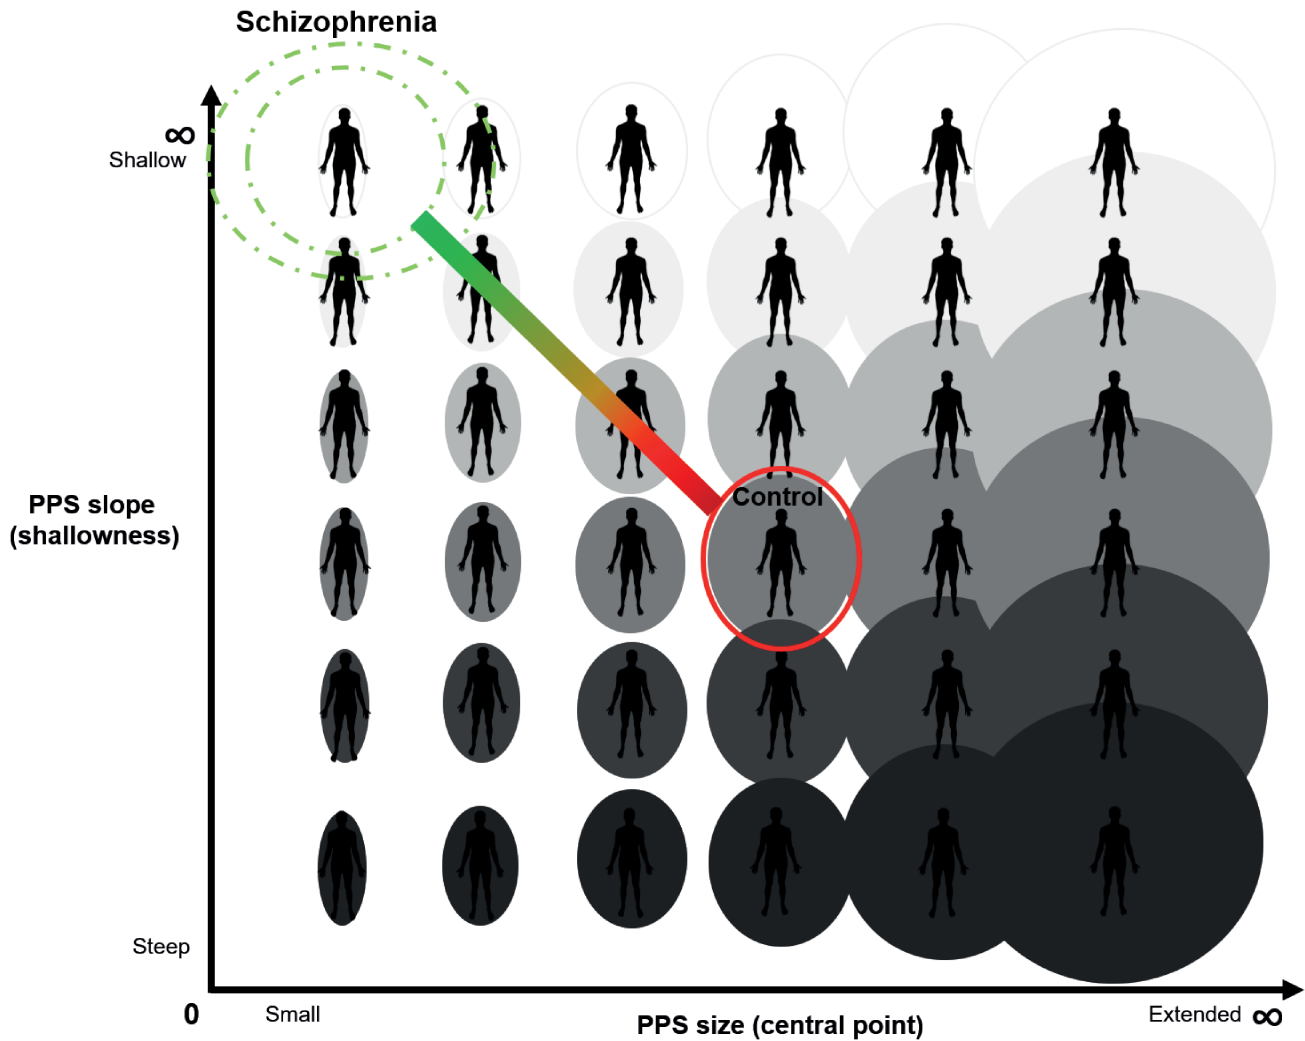 Schizophrenia
∞
Shallow
Control
PPS slope
(shallowness)
Steep
0
Small
PPS size (central point)
Extended ∞